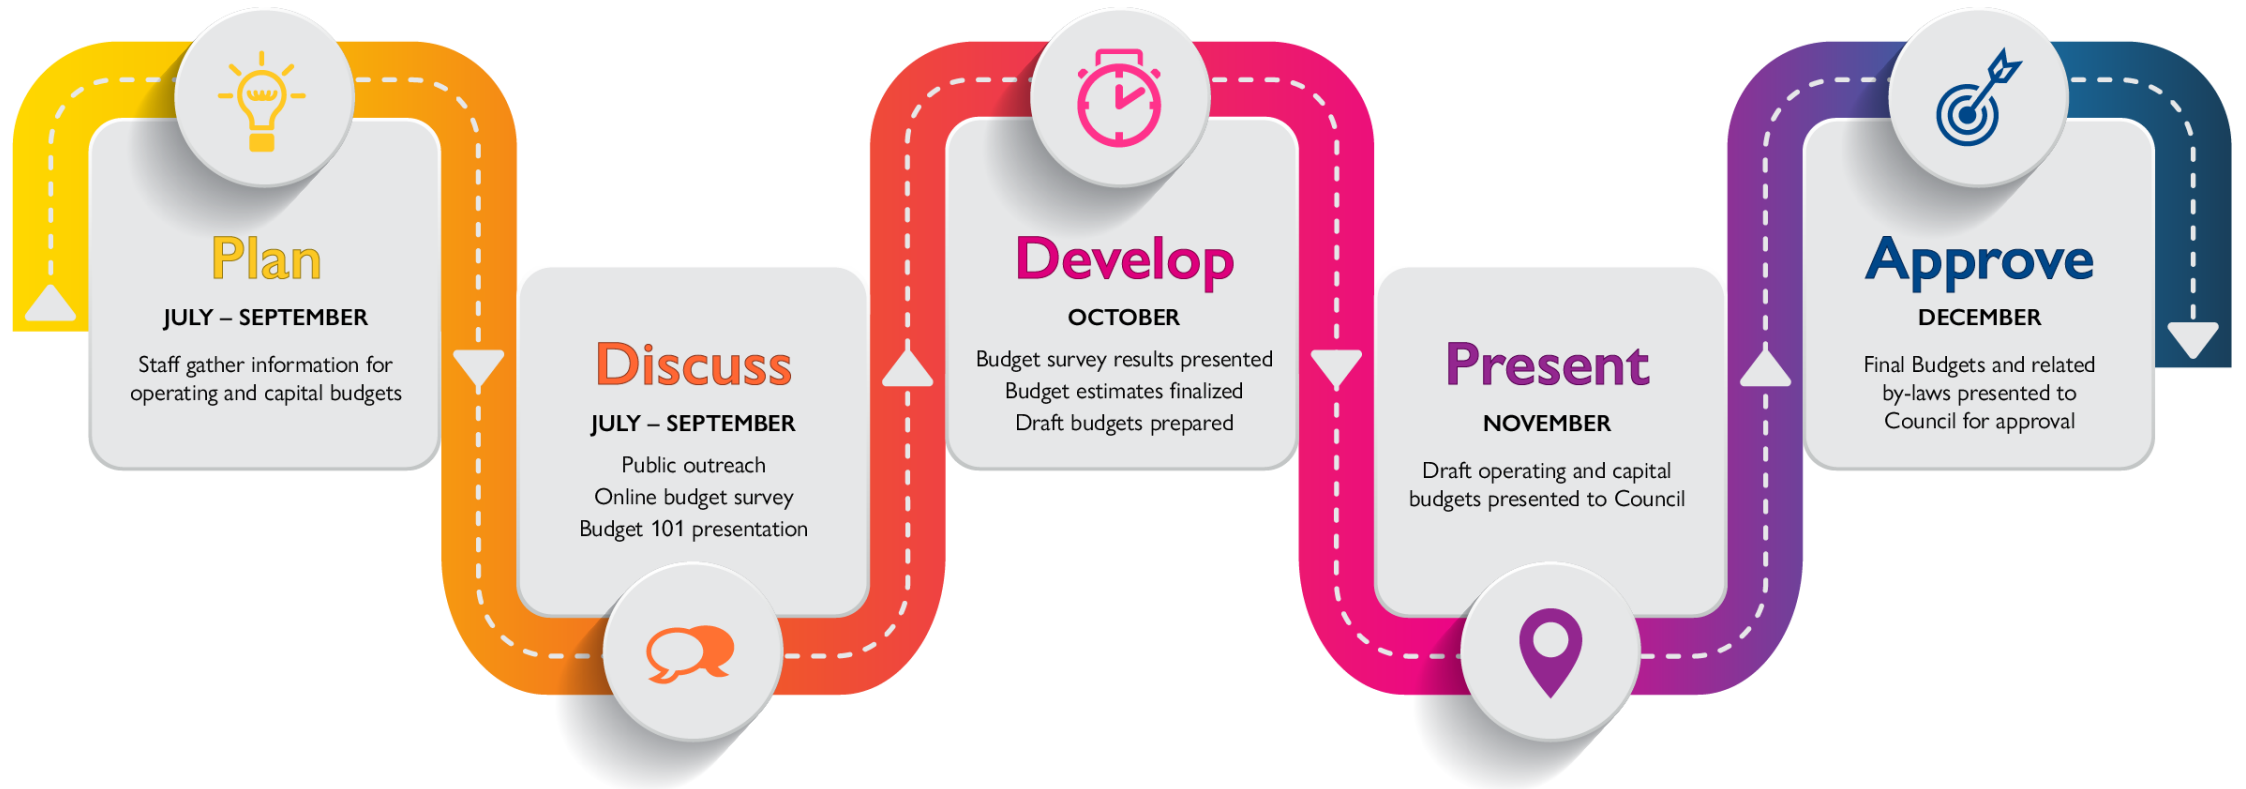 Plan
JULY – SEPTEMBER
Staff gather information for
operating and capital budgets
Discuss
JULY – SEPTEMBER
Public outreach
Online budget survey
Budget 101 presentation
Develop
OCTOBER
Budget survey results presented
Budget estimates finalized
Draft budgets prepared
Present
NOVEMBER
Draft operating and capital
budgets presented to Council
Approve
DECEMBER
Final Budgets and related
by-laws presented to
Council for approval